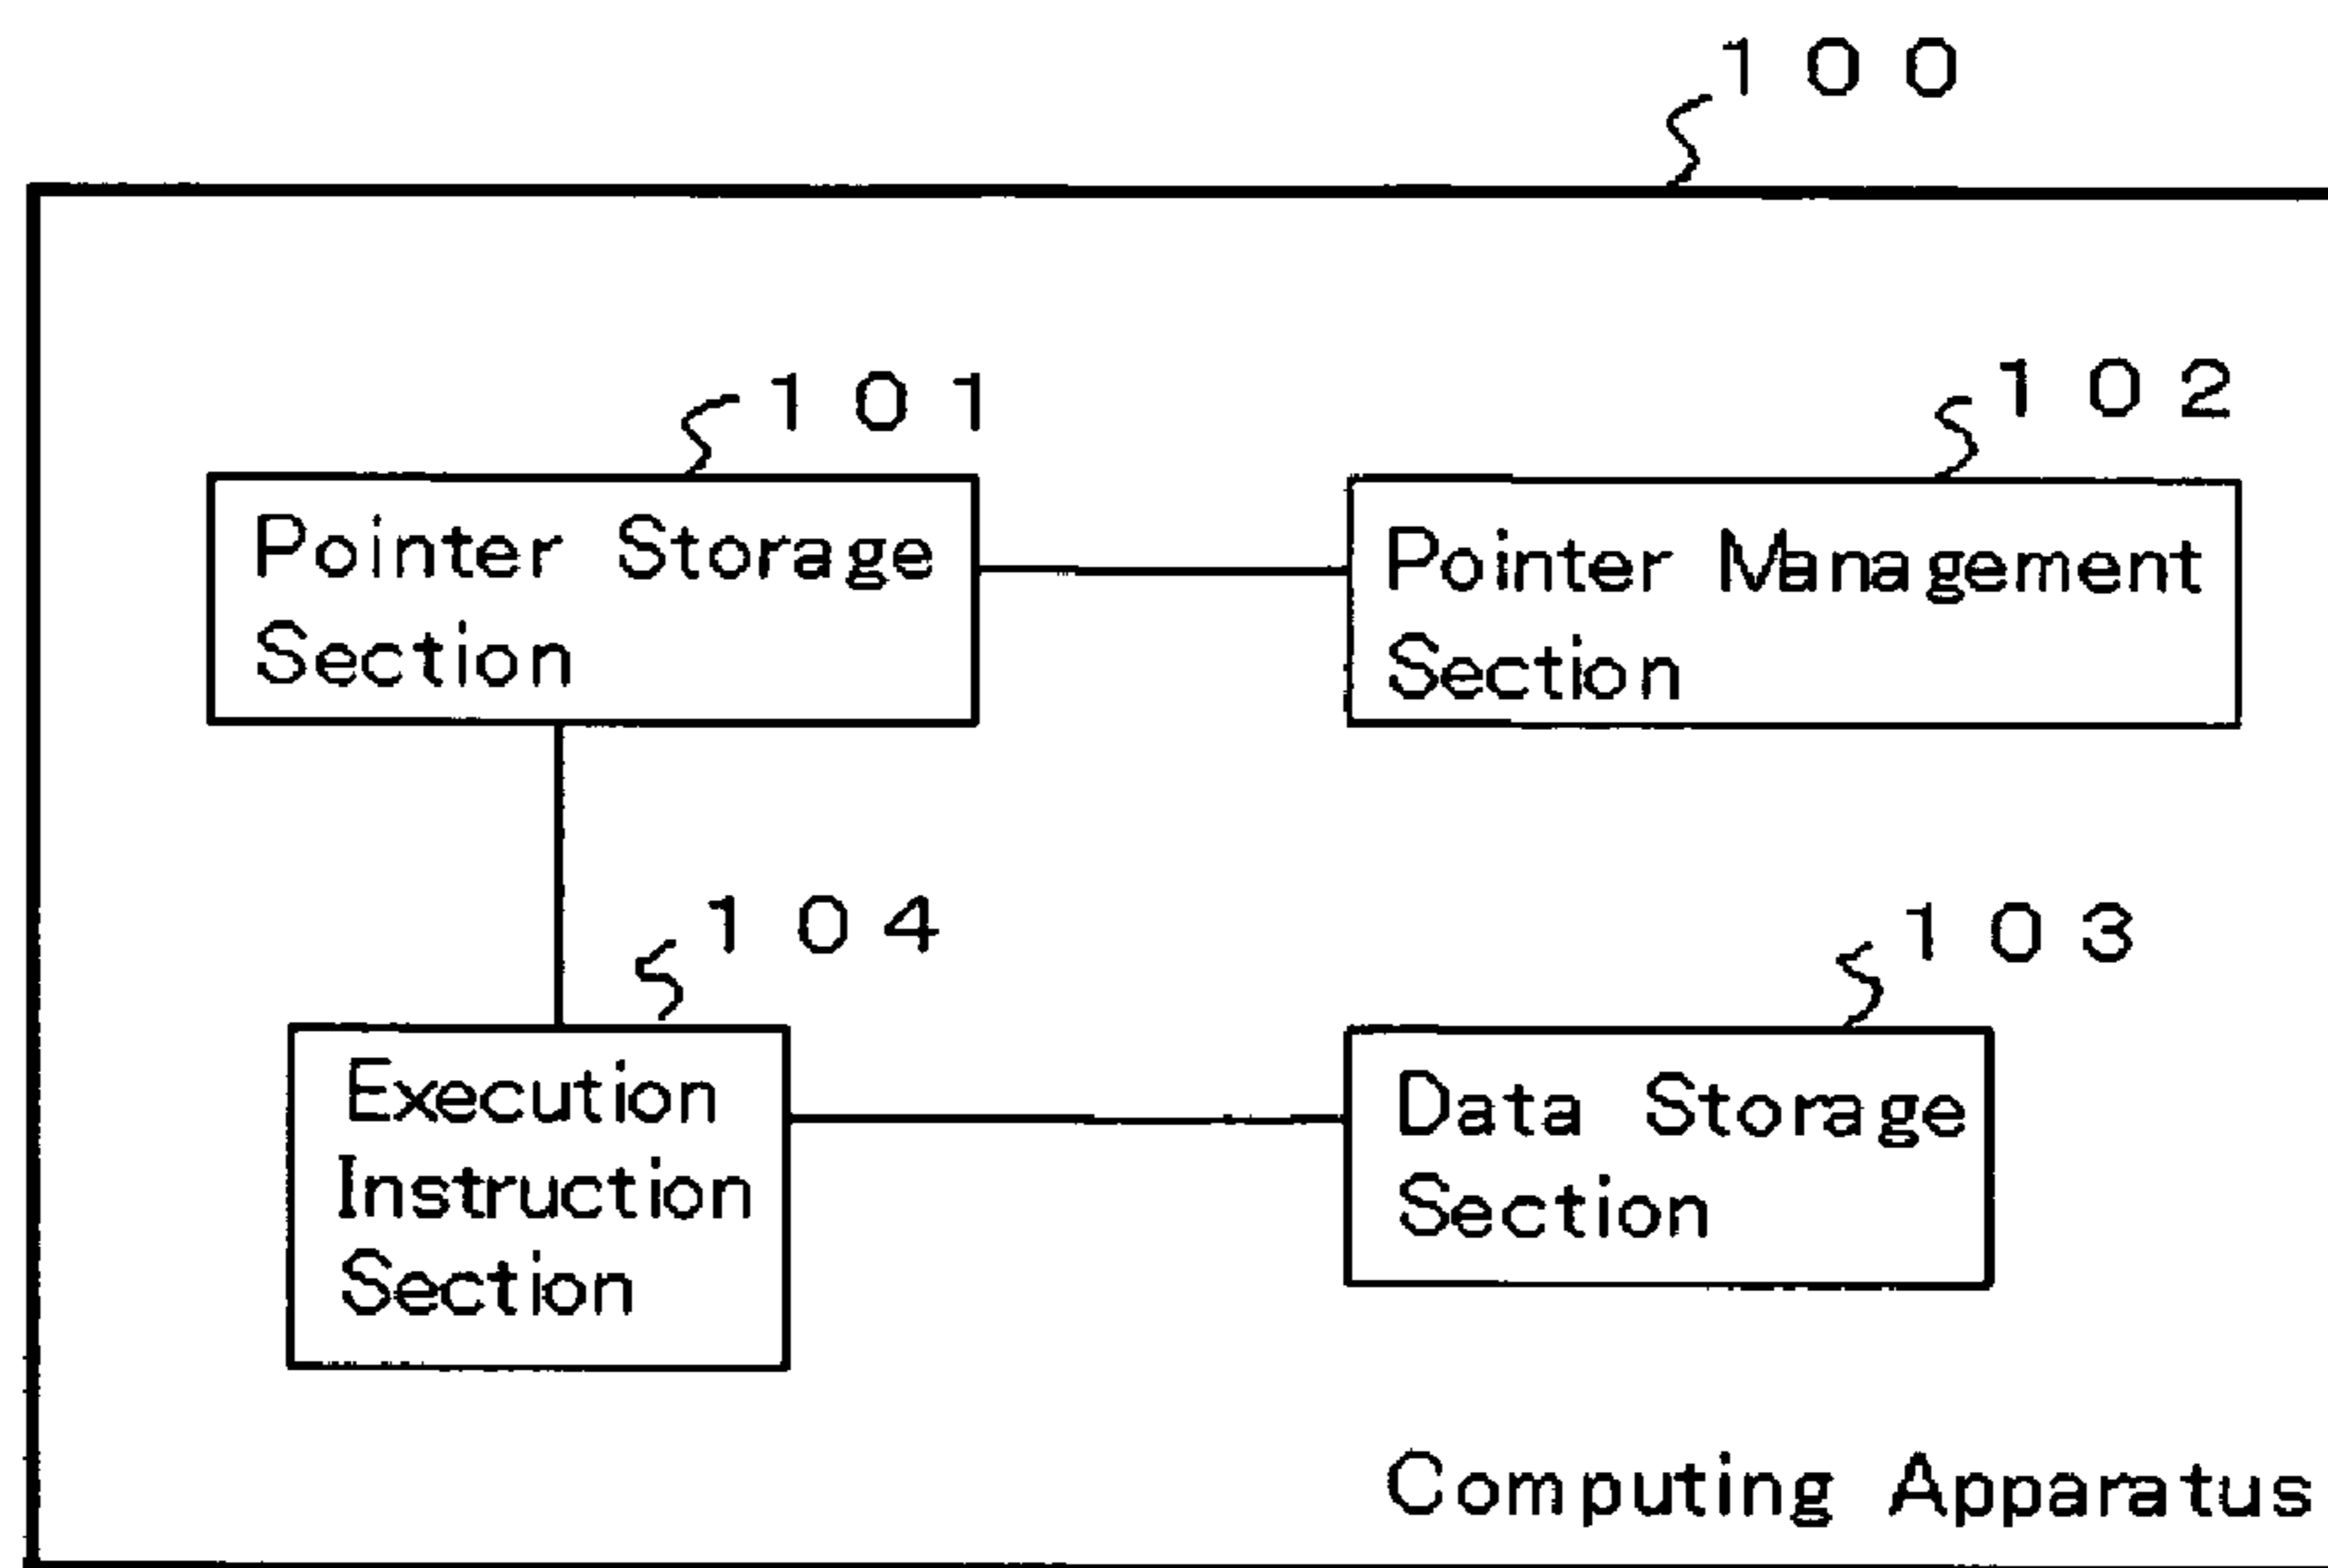 100
101
102
Pointer Storage
Section
Pointer Management
Section
104
103
Execution
Instruction
Section
Data Storage
Section
Computing Apparatus